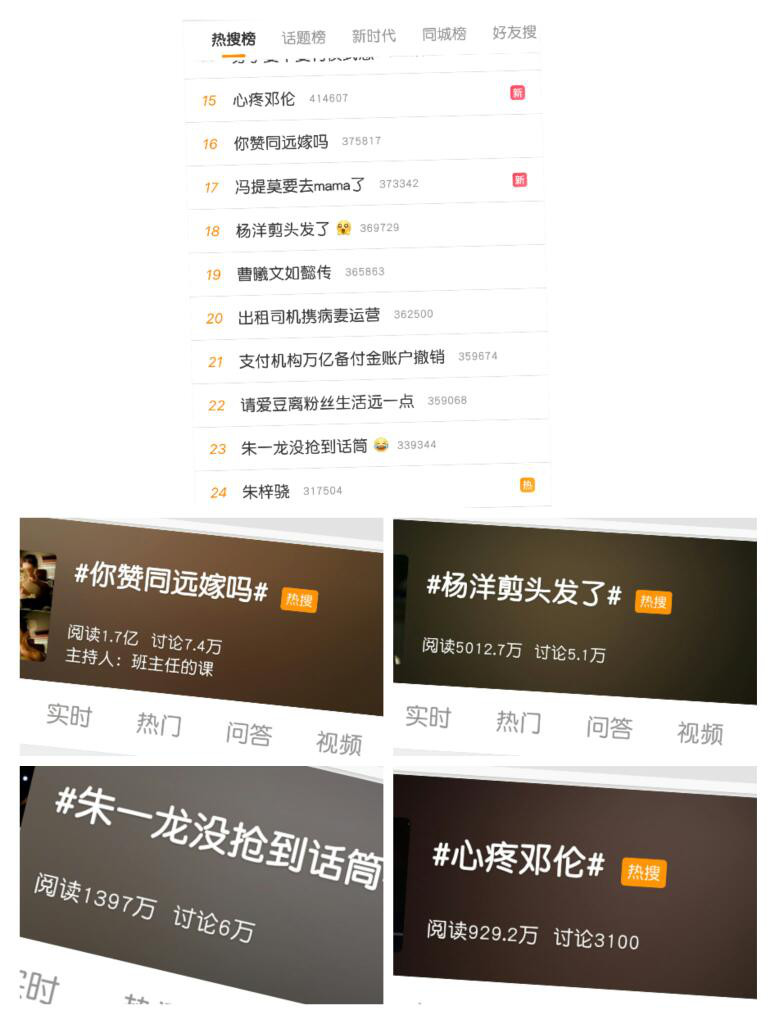 热搜榜 话题榜 新时代 同城榜 好友搜
15 心疼邓伦 414607 新
16 你赞同远嫁吗 375817
17 冯提莫要去mama了 373342 新
18 杨洋剪头发了 369729
19 曹曦文如懿传 365863
20 出租司机携病妻运营 362500
21 支付机构万亿备付金账户撤销 359674
22 请爱豆离粉丝生活远一点 359068
23 朱一龙没抢到话筒 339344
24 朱梓骁 317504 热
#你赞同远嫁吗# 热搜
阅读1.7亿 讨论7.4万
主持人：班主任的课
实时 热门 问答 视频
#杨洋剪头发了# 热搜
阅读5012.7万 讨论5.1万
实时 热门 问答 视频
#朱一龙没抢到话筒
阅读1397万 讨论6万
实时
#心疼邓伦# 热搜
阅读929.2万 讨论3100